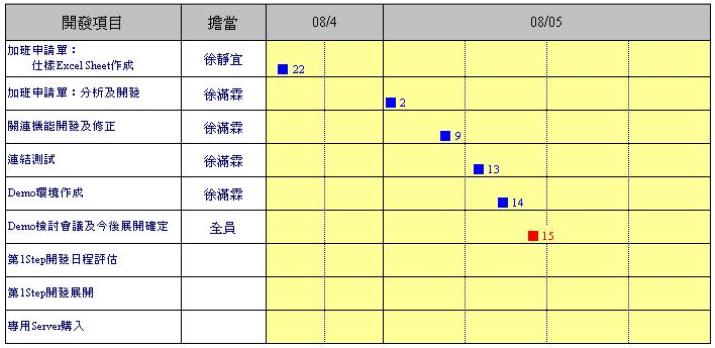 開發項目 擔當 08/4 08/05
加班申請單：
仕樣Excel Sheet作成 徐靜宜 22
加班申請單：分析及開發 徐滿霖 2
關連機能開發及修正 徐滿霖 9
連結測試 徐滿霖 13
Demo環境作成 徐滿霖 14
Demo檢討會議及今後展開確定 全員 15
第1Step開發日程評估
第1Step開發展開
專用Server購入